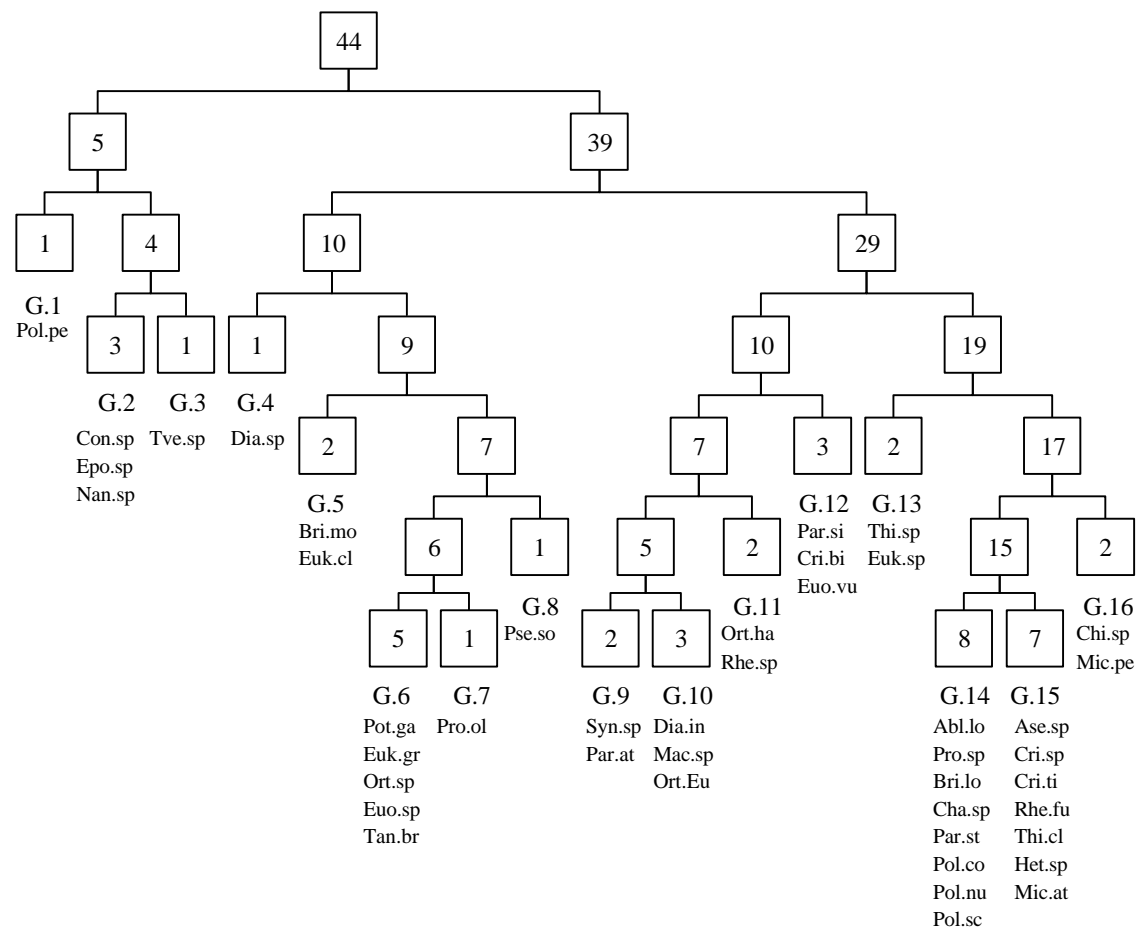 44
5
39
1
4
10
29
G.1
Pol.pe
3
1
1
9
10
19
G.2
Con.sp
Epo.sp
Nan.sp
G.3
Tve.sp
G.4
Dia.sp
2
7
7
3
2
17
G.5
Bri.mo
Euk.cl
6
1
5
2
G.12
Par.si
Cri.bi
Euo.vu
G.13
Thi.sp
Euk.sp
15
2
G.8
Pse.so
G.11
Ort.ha
Rhe.sp
G.16
Chi.sp
Mic.pe
5
1
2
3
8
7
G.6
Pot.ga
Euk.gr
Ort.sp
Euo.sp
Tan.br
G.7
Pro.ol
G.9
Syn.sp
Par.at
G.10
Dia.in
Mac.sp
Ort.Eu
G.14
Abl.lo
Pro.sp
Bri.lo
Cha.sp
Par.st
Pol.co
Pol.nu
Pol.sc
G.15
Ase.sp
Cri.sp
Cri.ti
Rhe.fu
Thi.cl
Het.sp
Mic.at